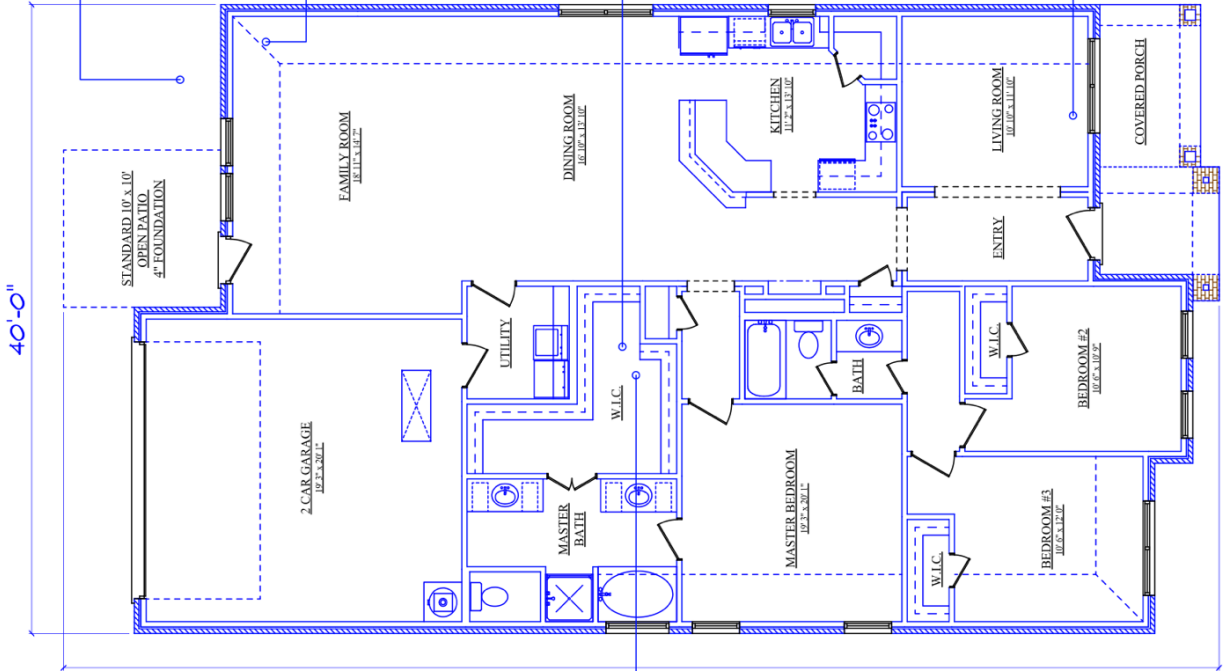 40'-0"
STANDARD 10' x 10'
OPEN PATIO
4" FOUNDATION
FAMILY ROOM
18' 11" x 14' 7"
DINING ROOM
16' 10" x 13' 10"
KITCHEN
11' 2" x 13' 10"
LIVING ROOM
10' 10" x 11' 10"
COVERED PORCH
ENTRY
UTILITY
W.I.C.
BATH
W.I.C.
BEDROOM #2
10' 6" x 10' 9"
2 CAR GARAGE
19' 3" x 20' 1"
MASTER
BATH
MASTER BEDROOM
19' 3" x 20' 1"
W.I.C.
BEDROOM #3
10' 6" x 12' 0"